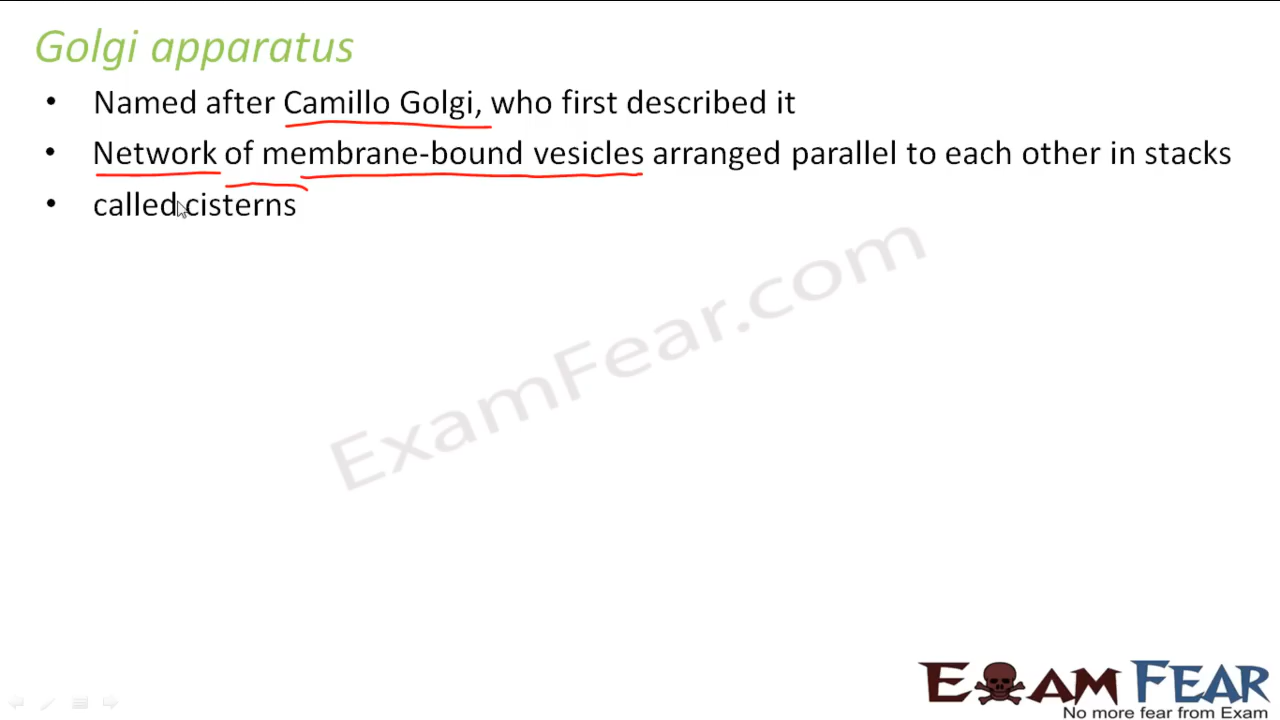 Golgi apparatus
• Named after Camillo Golgi, who first described it
• Network of membrane-bound vesicles arranged parallel to each other in stacks
• called cisterns
ExamFear.com
EXAM FEAR
No more fear from Exam